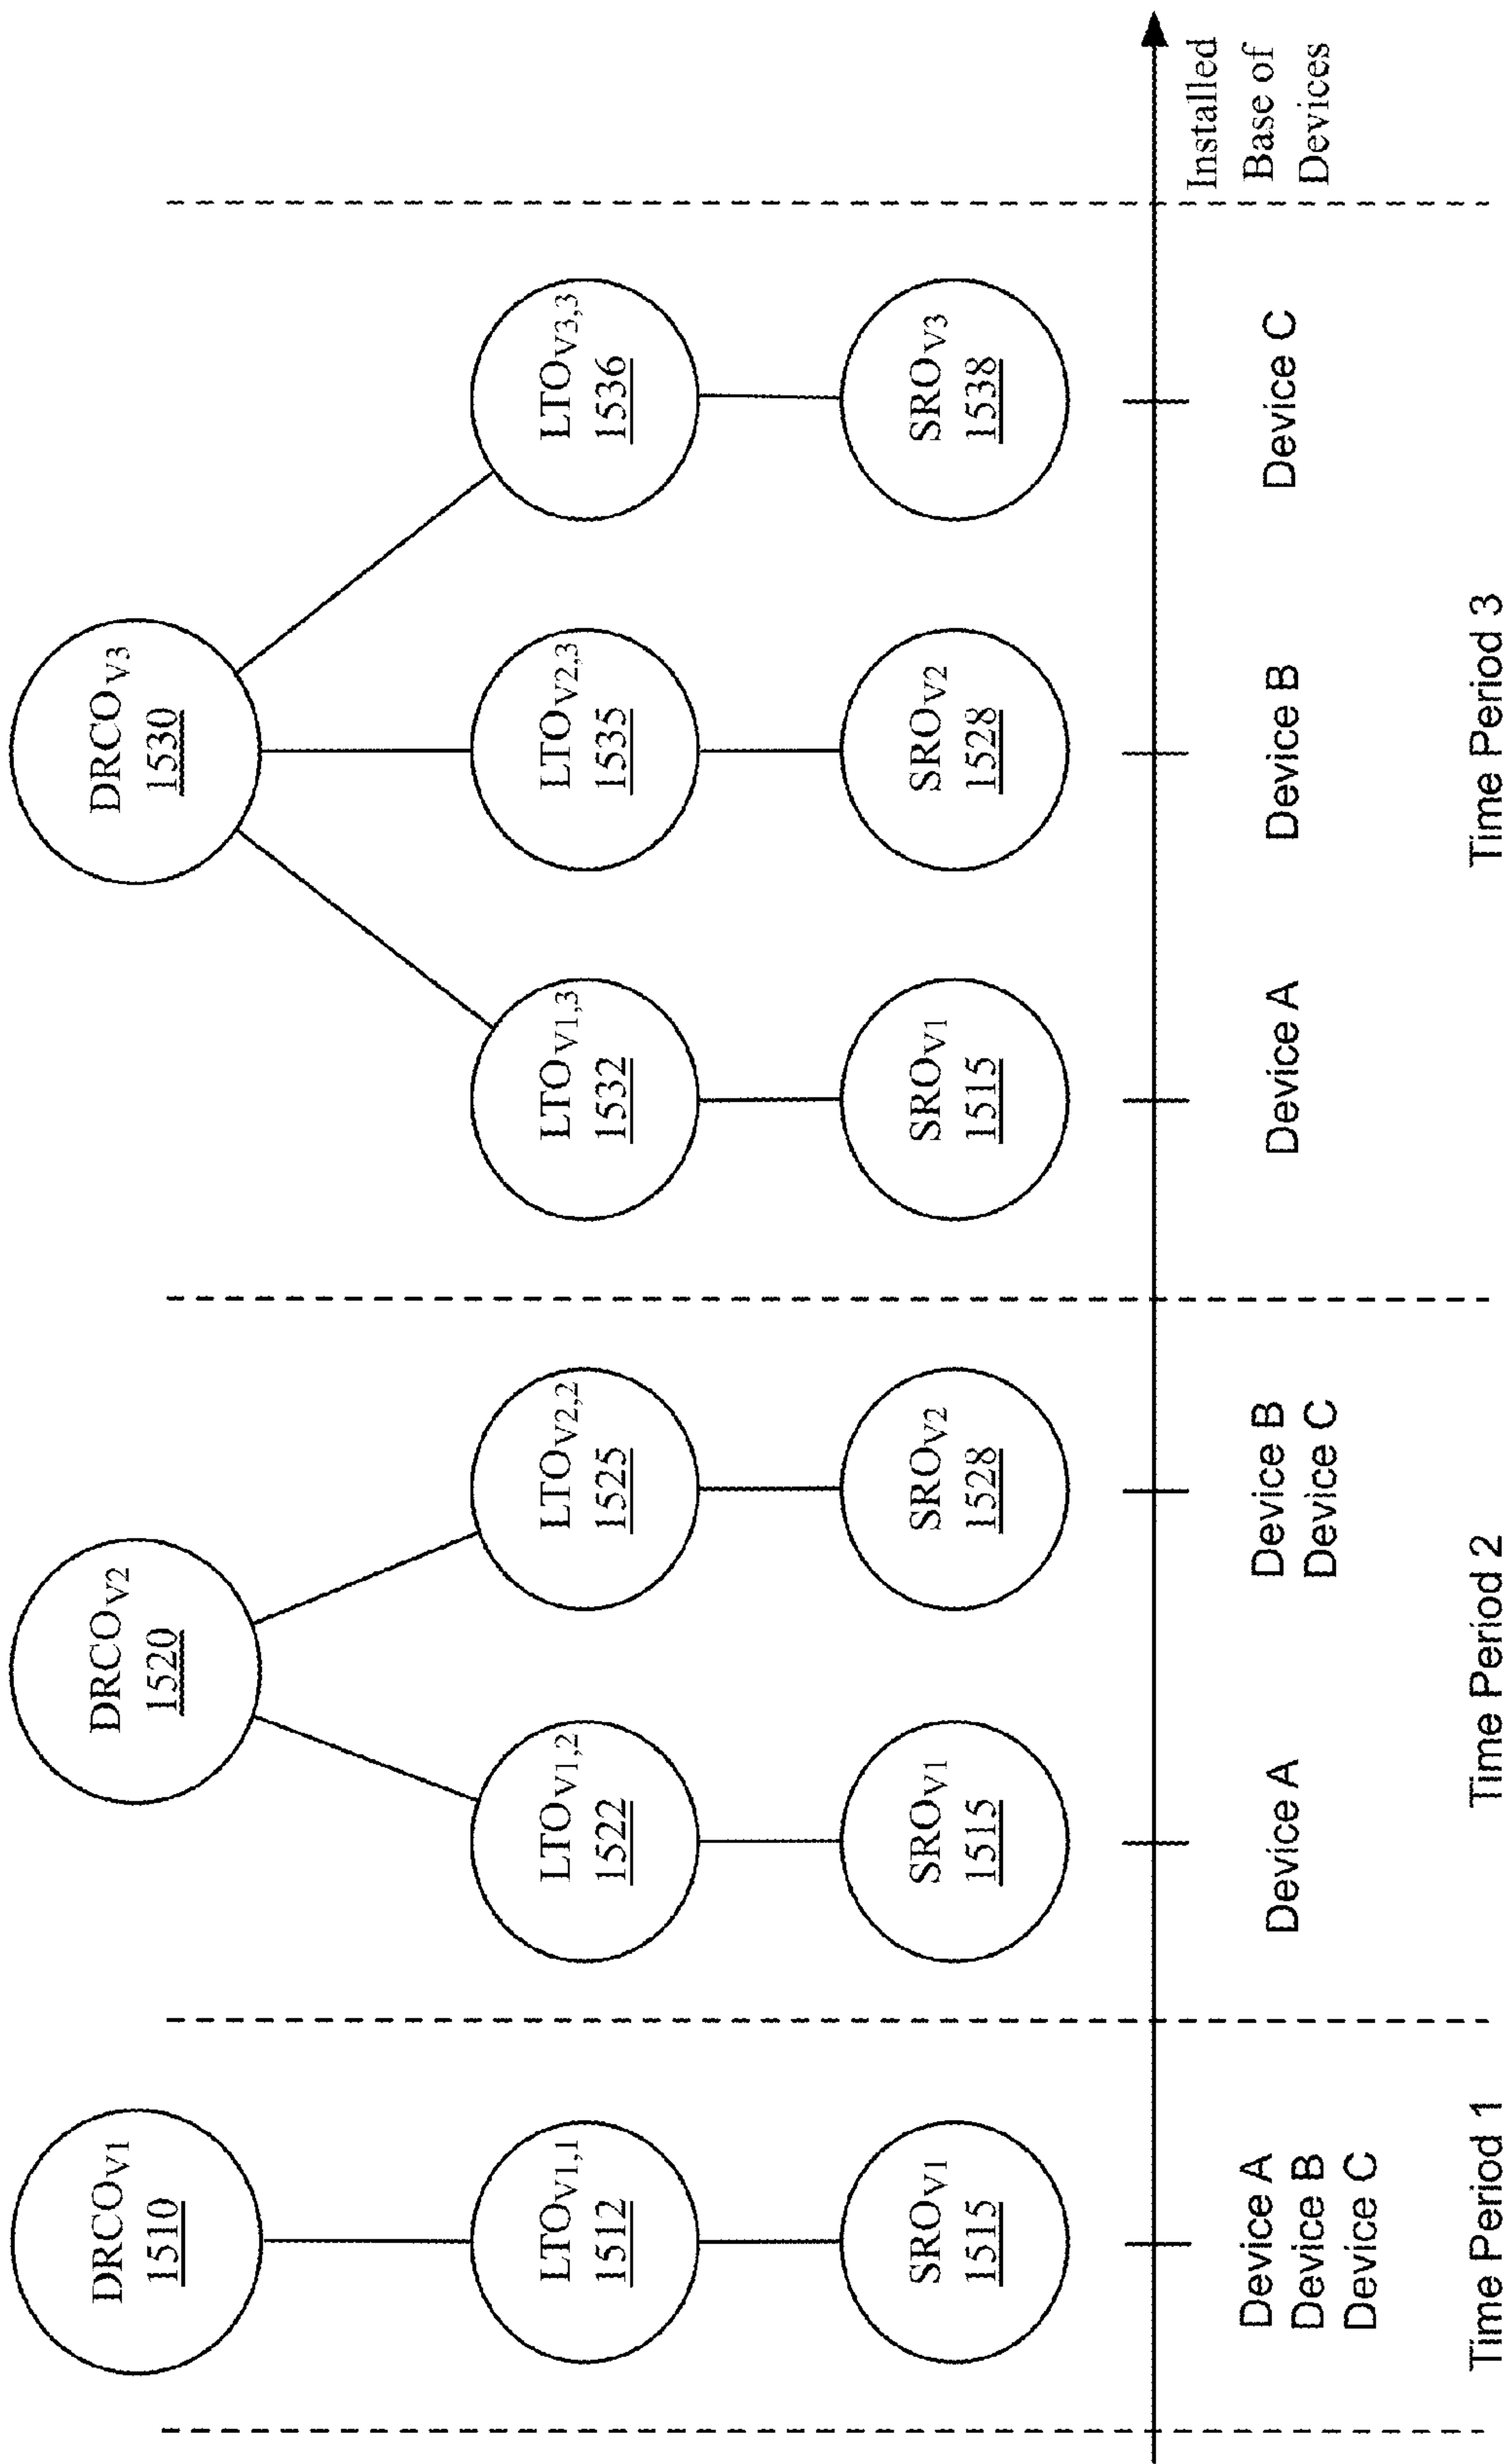 DRCOV1
1510
LTOV1,1
1512
SROV1
1515
Device A
Device B
Device C
Time Period 1
DRCOV2
1520
LTOV1,2
1522
LTOV2,2
1525
SROV1
1515
SROV2
1528
Device A
Device B
Device C
Time Period 2
DRCOV3
1530
LTOV1,3
1532
LTOV2,3
1535
LTOV3,3
1536
SROV1
1515
SROV2
1528
SROV3
1538
Device A
Device B
Device C
Time Period 3
Installed
Base of
Devices